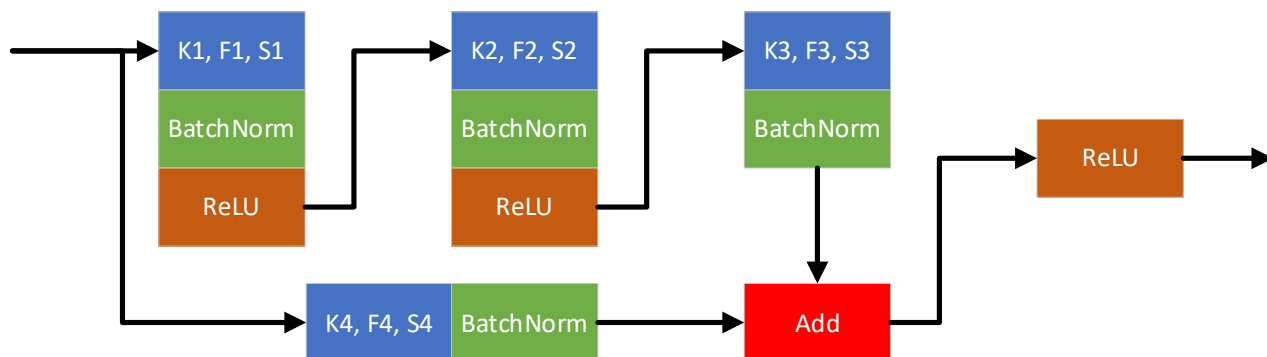 K1, F1, S1
BatchNorm
ReLU
K2, F2, S2
BatchNorm
ReLU
K3, F3, S3
BatchNorm
ReLU
K4, F4, S4
BatchNorm
Add